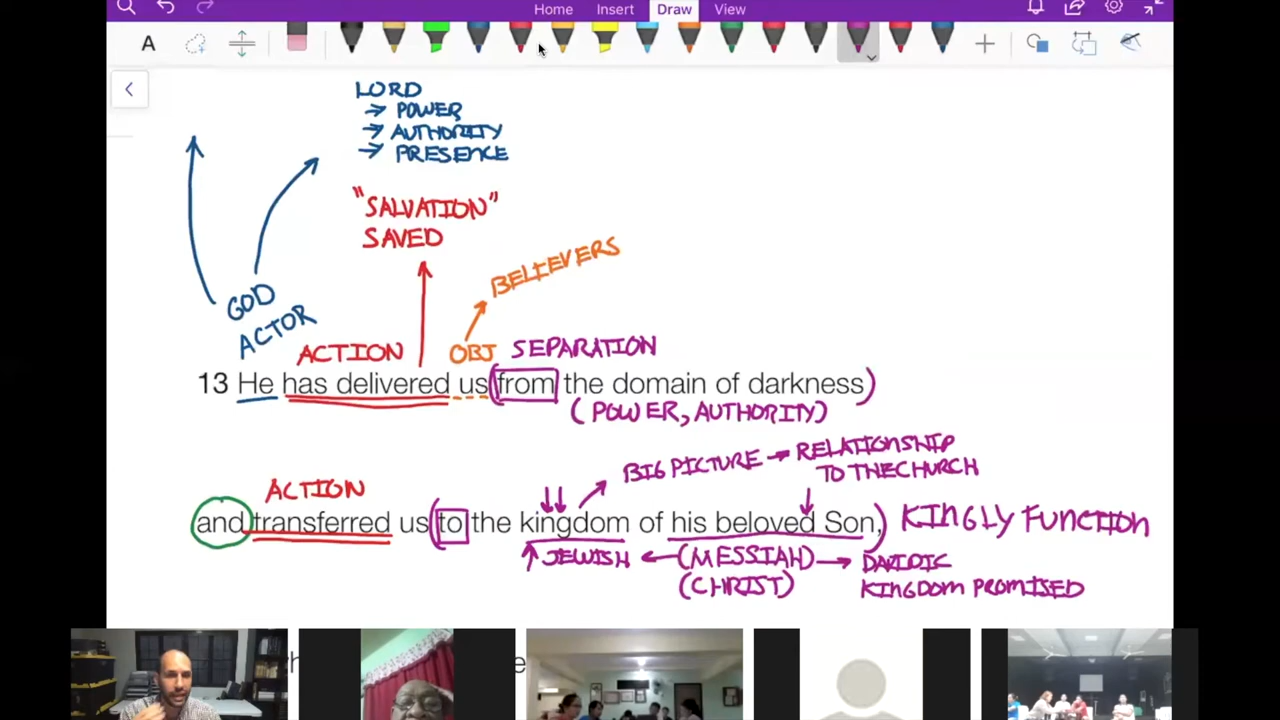 Home Insert Draw View
A
LORD
→ POWER
→ AUTHORITY
→ PRESENCE
"SALVATION"
SAVED
BELIEVERS
GOD
ACTOR
ACTION OBJ SEPARATION
13 He has delivered us (from the domain of darkness)
(POWER, AUTHORITY)
BIG PICTURE → RELATIONSHIP
TO THE CHURCH
ACTION
and transferred us (to the kingdom of his beloved Son,) KINGLY FUNCTION
↑ JEWISH ← (MESSIAH) → DAVIDIC
(CHRIST) KINGDOM PROMISED